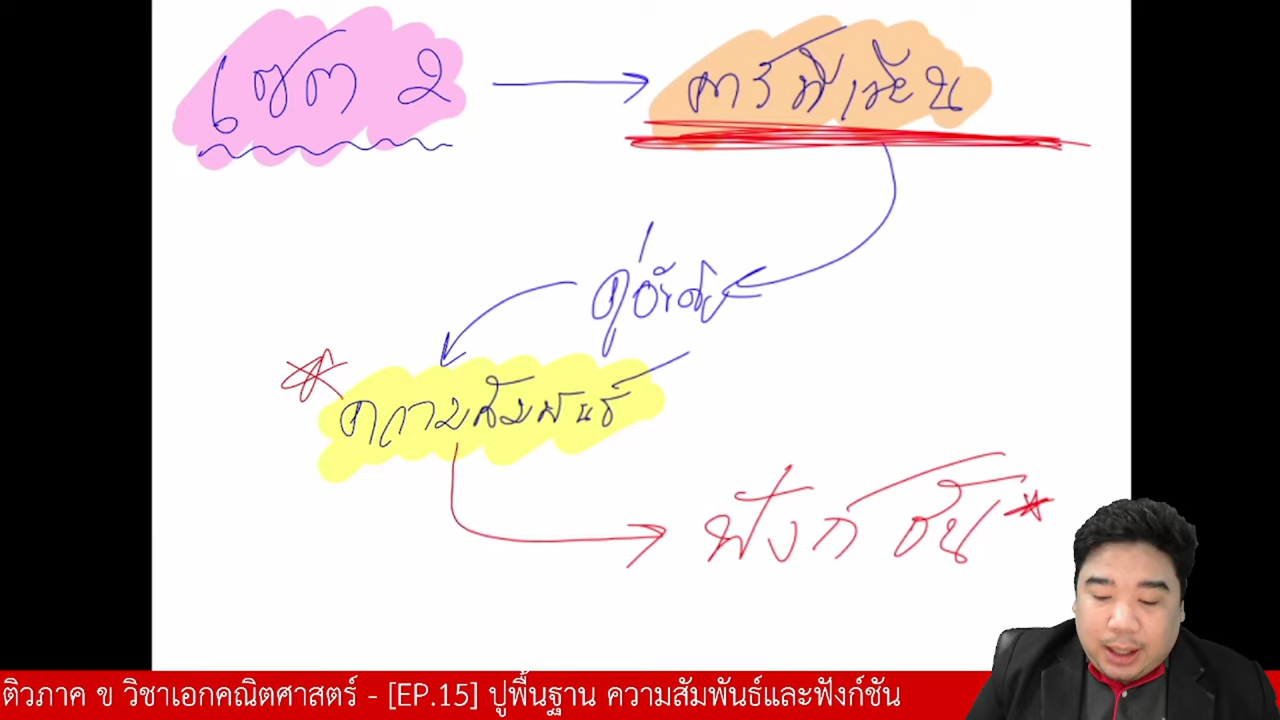 เซต 2 → คาร์ทีเซียน
คู่อันดับ
* ความสัมพันธ์
ฟังก์ชัน *
ติวภาค ข วิชาเอกคณิตศาสตร์ - [EP.15] ปูพื้นฐาน ความสัมพันธ์และฟังก์ชัน